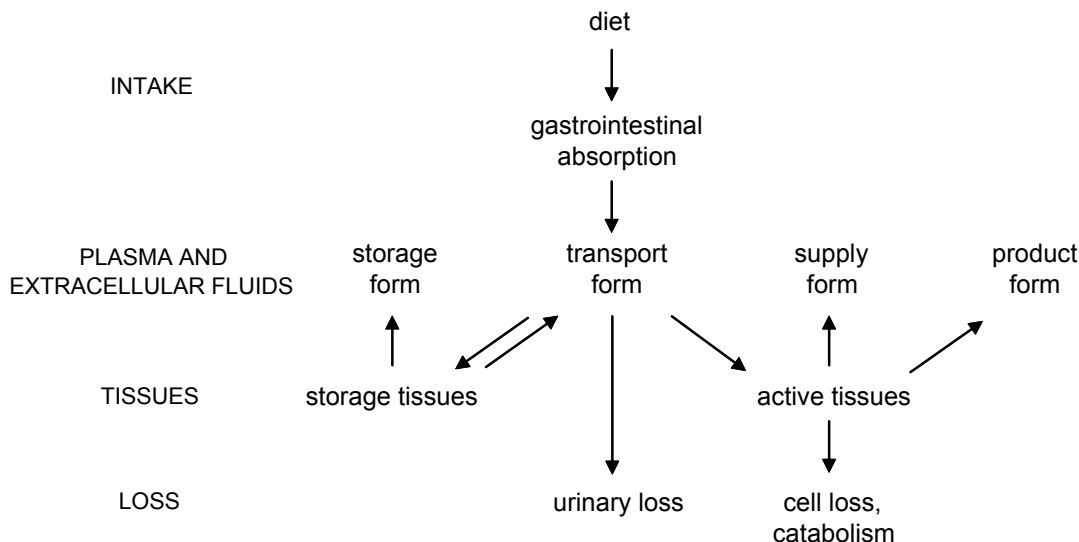 diet
INTAKE
gastrointestinal
absorption
PLASMA AND
EXTRACELLULAR FLUIDS
storage
form
transport
form
supply
form
product
form
TISSUES
storage tissues
active tissues
LOSS
urinary loss
cell loss,
catabolism